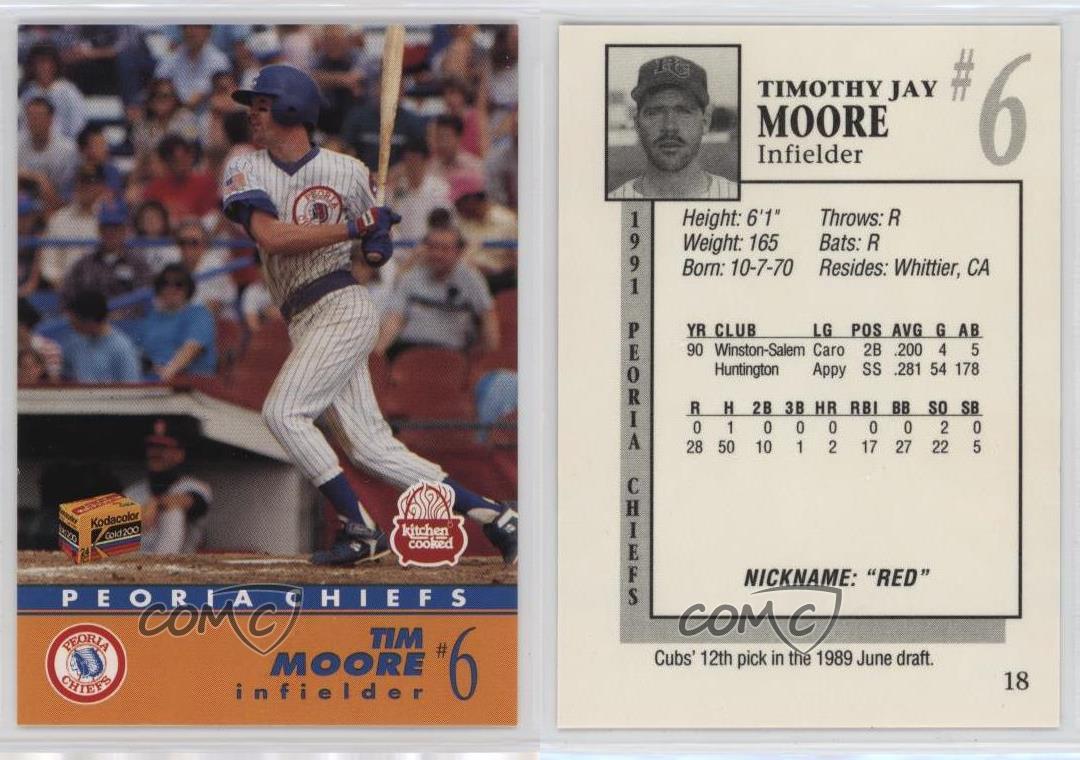 PEORIA
Kodacolor
Gold 200
24
kitchen
cooked
PEORIA CHIEFS
COMC
PEORIA
CHIEFS
TIM
MOORE #6
infielder
PC
TIMOTHY JAY
MOORE
Infielder
#6
1991 PEORIA CHIEFS
Height: 6'1" Throws: R
Weight: 165 Bats: R
Born: 10-7-70 Resides: Whittier, CA
YR CLUB LG POS AVG G AB
90 Winston-Salem Caro 2B .200 4 5
Huntington Appy SS .281 54 178
R H 2B 3B HR RBI BB SO SB
0 1 0 0 0 0 0 2 0
28 50 10 1 2 17 27 22 5
NICKNAME: “RED”
COMC
Cubs' 12th pick in the 1989 June draft.
18